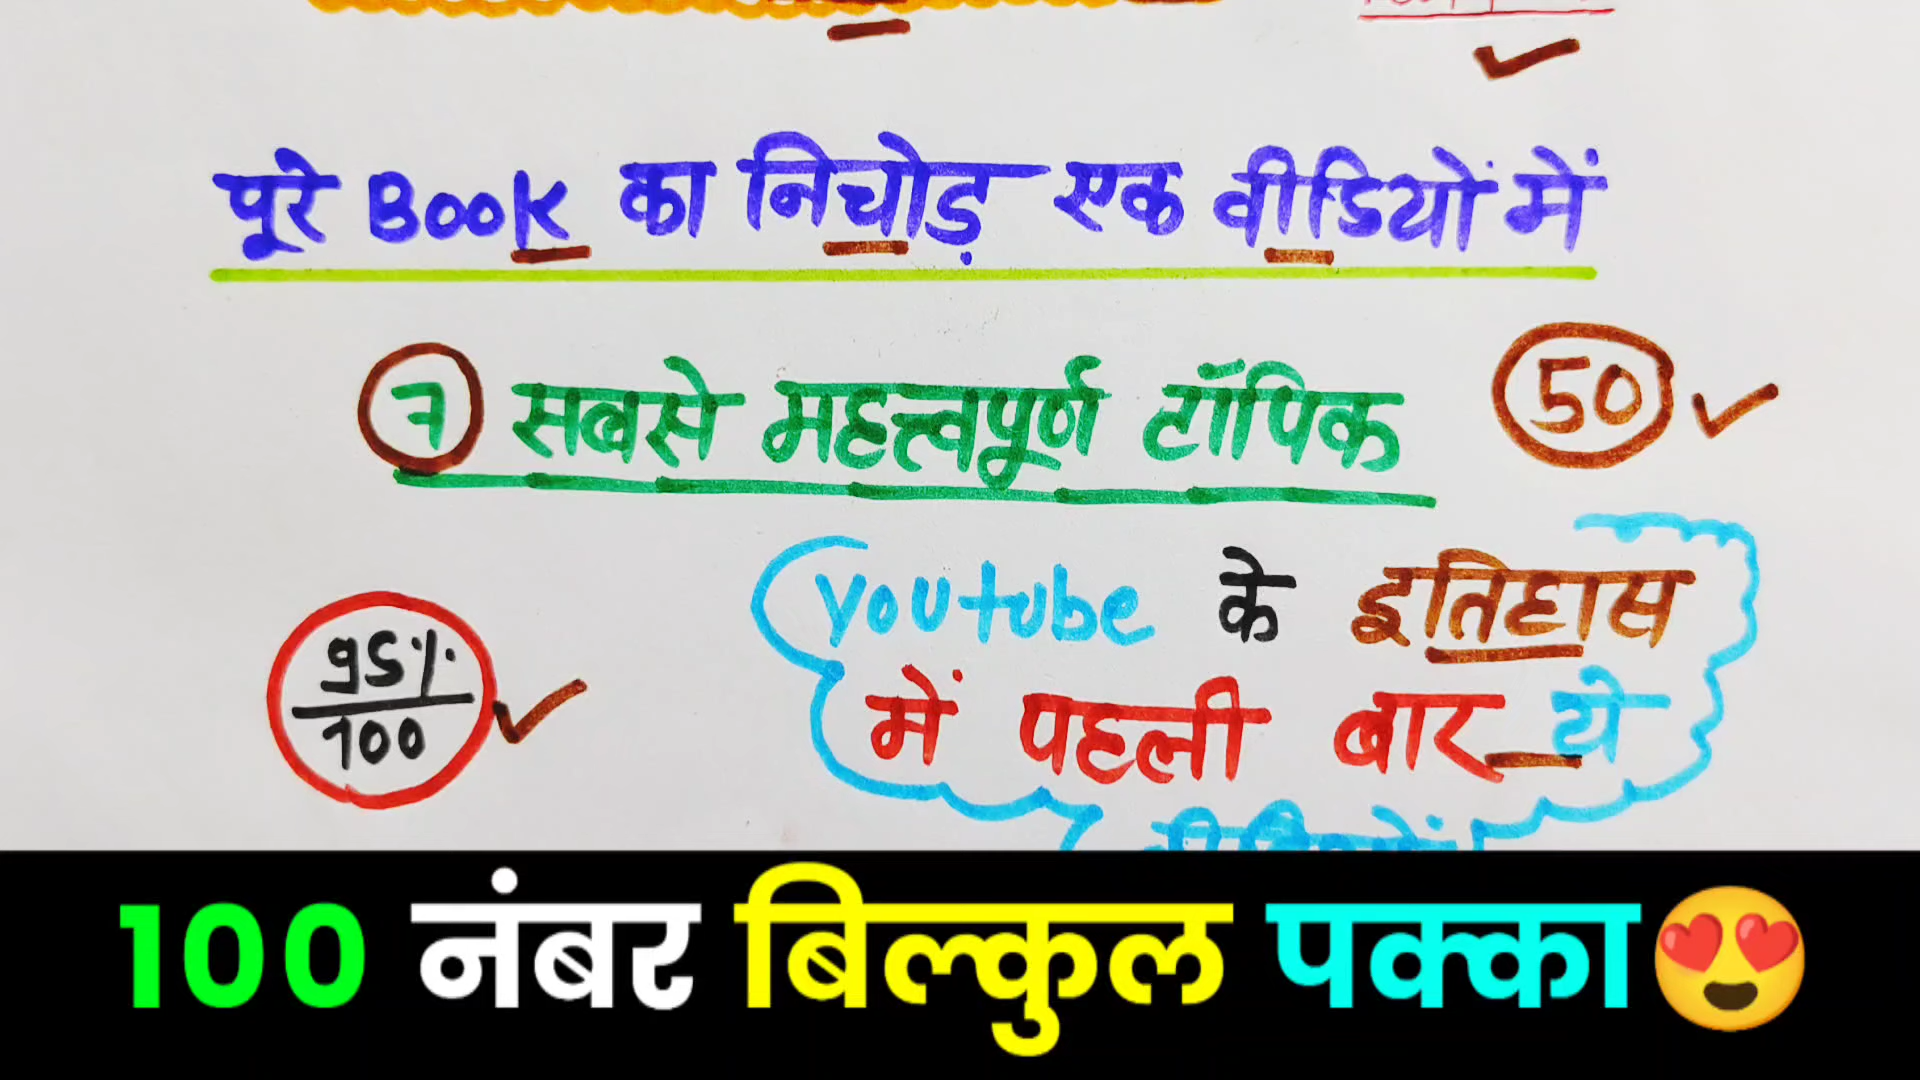 पूरे Book का निचोड़ एक वीडियों में
7 सबसे महत्त्वपूर्ण टॉपिक
50
Youtube के इतिहास
में पहली बार ये
95%
100
100 नंबर बिल्कुल पक्का😍